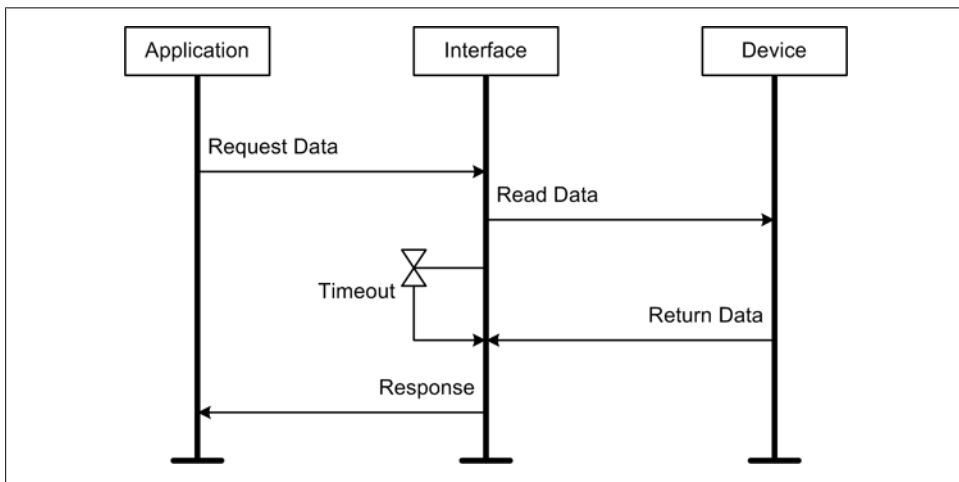 Application
Interface
Device
Request Data
Read Data
Timeout
Return Data
Response